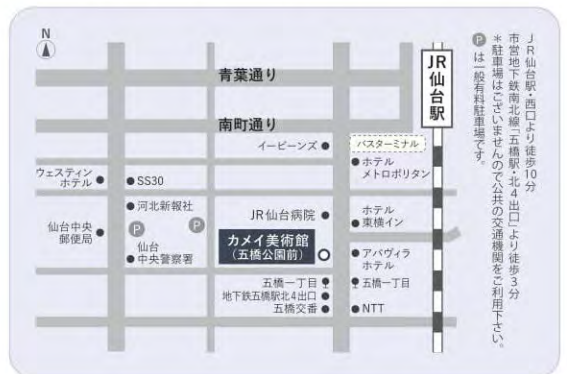 N
青葉通り
南町通り
JR仙台駅
イービーンズ
バスターミナル
ホテル
メトロポリタン
ウェスティン
ホテル
SS30
河北新報社
仙台中央
郵便局
P
P
仙台
中央警察署
JR仙台病院
カメイ美術館
(五橋公園前)
ホテル
東横イン
アパヴィラ
ホテル
五橋一丁目
五橋一丁目
地下鉄五橋駅北4出口
五橋交番
NTT
JR仙台駅・西口より徒歩10分
市営地下鉄南北線「五橋駅・北4出口」より徒歩3分
*駐車場はございませんので公共の交通機関をご利用下さい。
P は一般有料駐車場です。